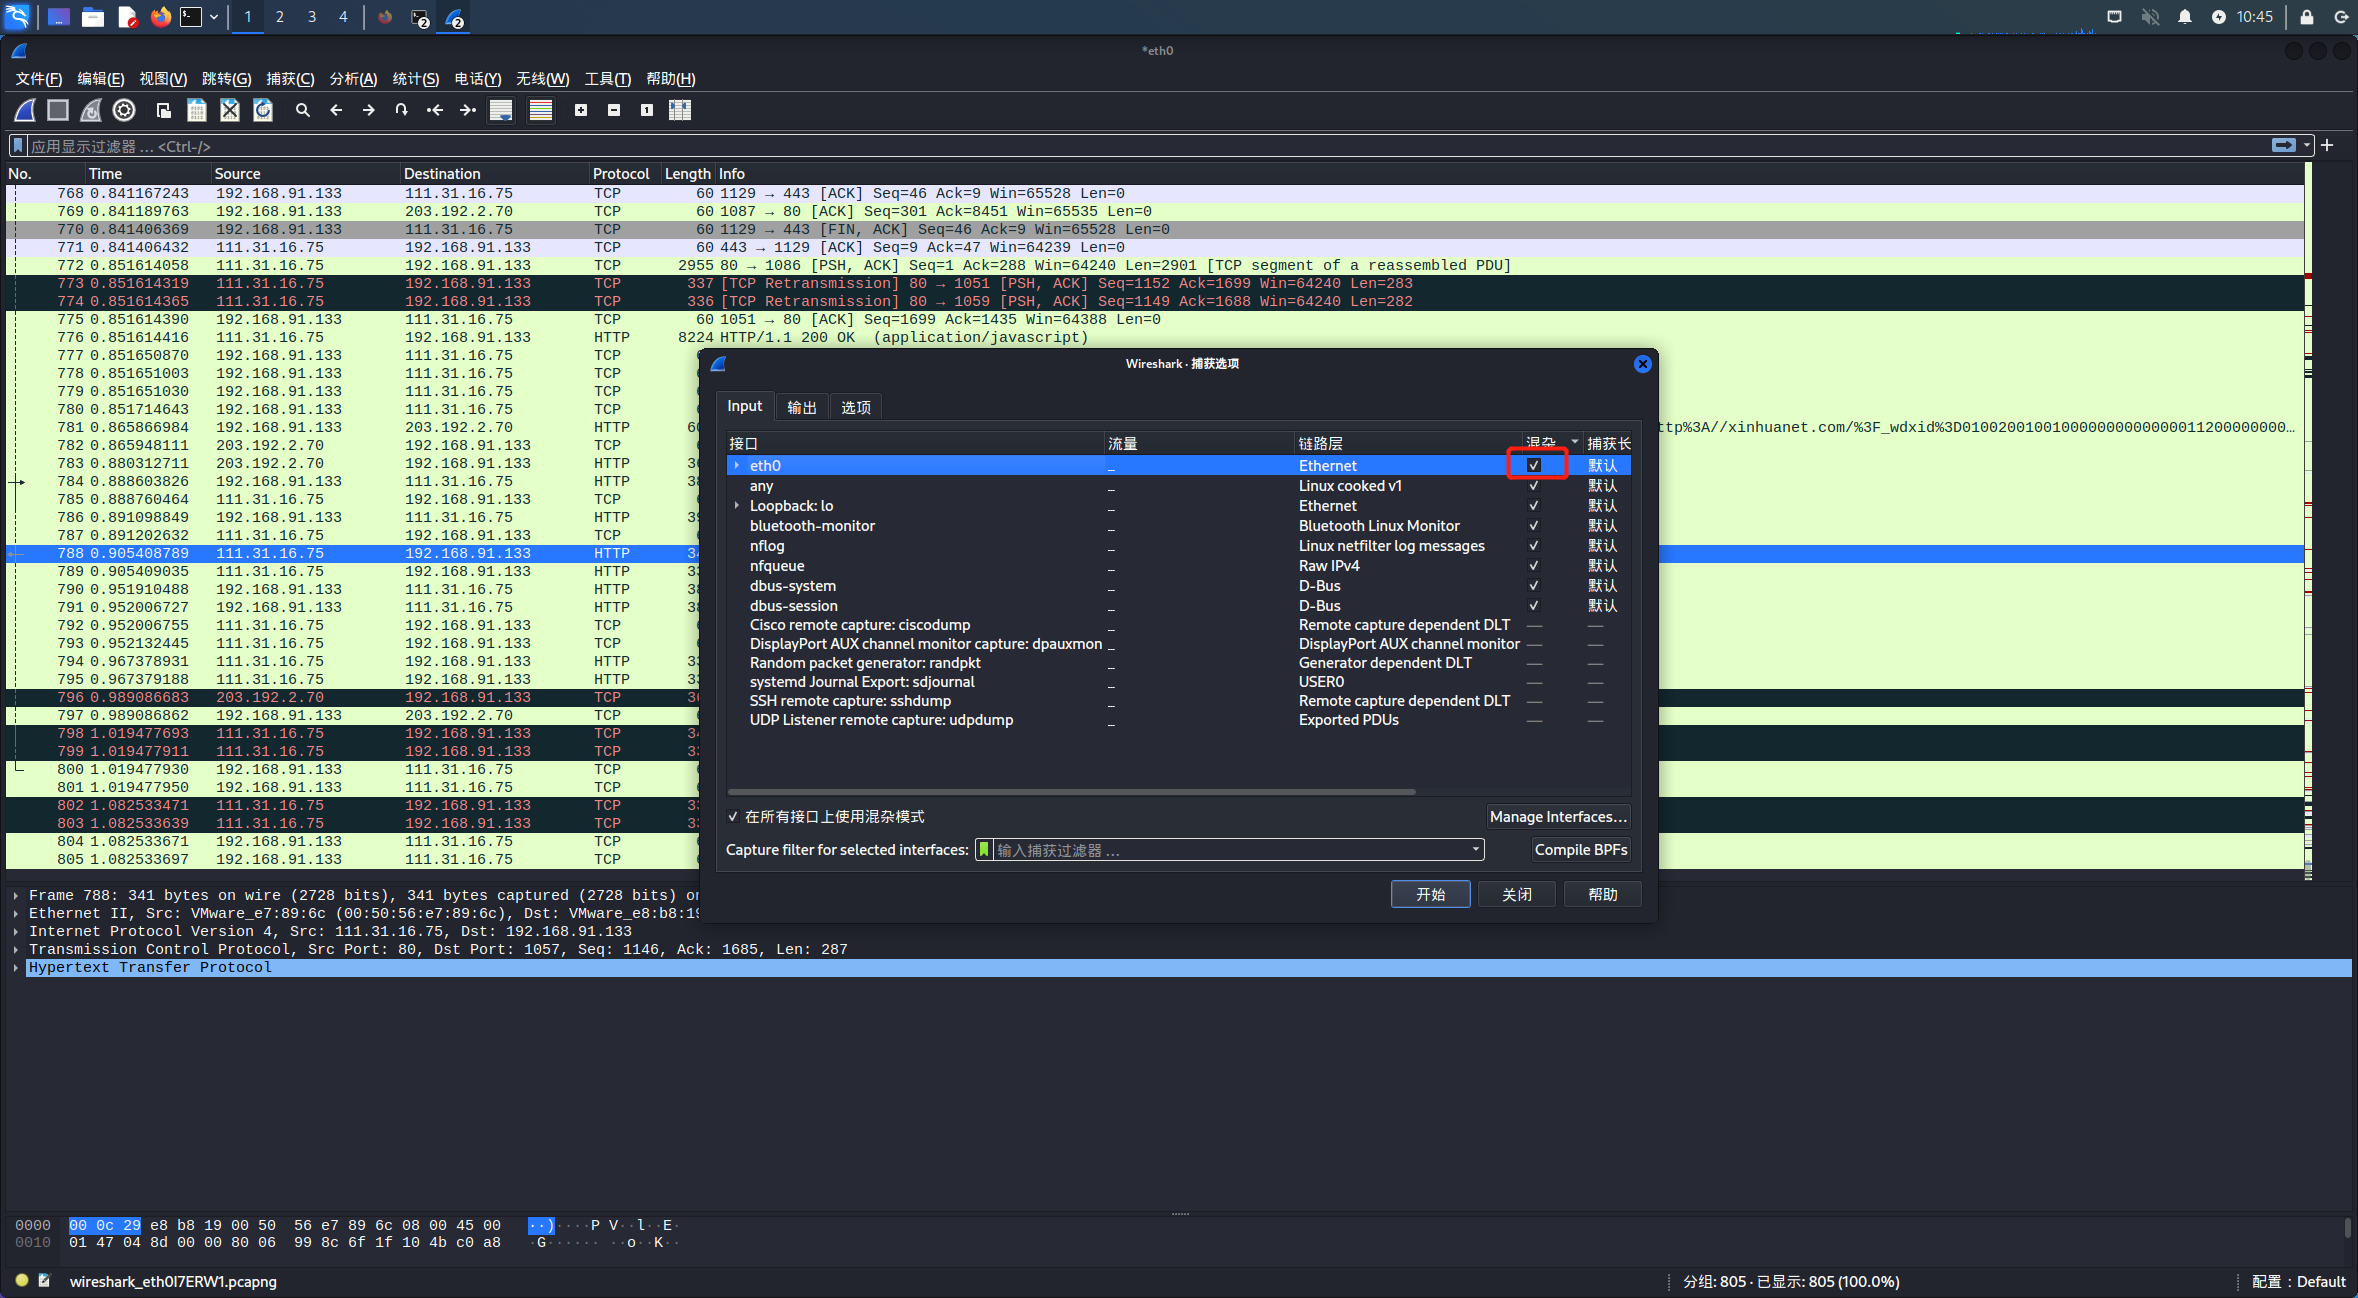 1 2 3 4 2 2 10:45
*eth0
文件(F) 编辑(E) 视图(V) 跳转(G) 捕获(C) 分析(A) 统计(S) 电话(Y) 无线(W) 工具(T) 帮助(H)
应用显示过滤器 … <Ctrl-/>
No. Time Source Destination Protocol Length Info
768 0.841167243 192.168.91.133 111.31.16.75 TCP 60 1129 → 443 [ACK] Seq=46 Ack=9 Win=65528 Len=0
769 0.841189763 192.168.91.133 203.192.2.70 TCP 60 1087 → 80 [ACK] Seq=301 Ack=8451 Win=65535 Len=0
770 0.841406369 192.168.91.133 111.31.16.75 TCP 60 1129 → 443 [FIN, ACK] Seq=46 Ack=9 Win=65528 Len=0
771 0.841406432 111.31.16.75 192.168.91.133 TCP 60 443 → 1129 [ACK] Seq=9 Ack=47 Win=64239 Len=0
772 0.851614058 111.31.16.75 192.168.91.133 TCP 2955 80 → 1086 [PSH, ACK] Seq=1 Ack=288 Win=64240 Len=2901 [TCP segment of a reassembled PDU]
773 0.851614319 111.31.16.75 192.168.91.133 TCP 337 [TCP Retransmission] 80 → 1051 [PSH, ACK] Seq=1152 Ack=1699 Win=64240 Len=283
774 0.851614365 111.31.16.75 192.168.91.133 TCP 336 [TCP Retransmission] 80 → 1059 [PSH, ACK] Seq=1149 Ack=1688 Win=64240 Len=282
775 0.851614390 192.168.91.133 111.31.16.75 TCP 60 1051 → 80 [ACK] Seq=1699 Ack=1435 Win=64388 Len=0
776 0.851614416 111.31.16.75 192.168.91.133 HTTP 8224 HTTP/1.1 200 OK (application/javascript)
777 0.851650870 192.168.91.133 111.31.16.75 TCP
778 0.851651003 192.168.91.133 111.31.16.75 TCP
779 0.851651030 192.168.91.133 111.31.16.75 TCP
780 0.851714643 192.168.91.133 111.31.16.75 TCP
781 0.865866984 192.168.91.133 203.192.2.70 HTTP 60 ttp%3A//xinhuanet.com/%3F_wdxid%3D010020010010000000000000011200000000…
782 0.865948111 203.192.2.70 192.168.91.133 TCP
783 0.880312711 203.192.2.70 192.168.91.133 HTTP
784 0.888603826 192.168.91.133 111.31.16.75 HTTP
785 0.888760464 111.31.16.75 192.168.91.133 TCP
786 0.891098849 192.168.91.133 111.31.16.75 HTTP
787 0.891202632 111.31.16.75 192.168.91.133 TCP
788 0.905408789 111.31.16.75 192.168.91.133 HTTP
789 0.905409035 111.31.16.75 192.168.91.133 HTTP
790 0.951910488 192.168.91.133 111.31.16.75 HTTP
791 0.952006727 192.168.91.133 111.31.16.75 HTTP
792 0.952006755 111.31.16.75 192.168.91.133 TCP
793 0.952132445 111.31.16.75 192.168.91.133 TCP
794 0.967378931 111.31.16.75 192.168.91.133 HTTP
795 0.967379188 111.31.16.75 192.168.91.133 HTTP
796 0.989086683 203.192.2.70 192.168.91.133 TCP
797 0.989086862 192.168.91.133 203.192.2.70 TCP
798 1.019477693 111.31.16.75 192.168.91.133 TCP
799 1.019477911 111.31.16.75 192.168.91.133 TCP
800 1.019477930 192.168.91.133 111.31.16.75 TCP
801 1.019477950 192.168.91.133 111.31.16.75 TCP
802 1.082533471 111.31.16.75 192.168.91.133 TCP
803 1.082533639 111.31.16.75 192.168.91.133 TCP
804 1.082533671 192.168.91.133 111.31.16.75 TCP
805 1.082533697 192.168.91.133 111.31.16.75 TCP
Wireshark · 捕获选项
Input 输出 选项
接口 流量 链路层 混杂 捕获长
eth0 Ethernet 默认
any Linux cooked v1 默认
Loopback: lo Ethernet 默认
bluetooth-monitor Bluetooth Linux Monitor 默认
nflog Linux netfilter log messages 默认
nfqueue Raw IPv4 默认
dbus-system D-Bus 默认
dbus-session D-Bus 默认
Cisco remote capture: ciscodump Remote capture dependent DLT — —
DisplayPort AUX channel monitor capture: dpauxmon DisplayPort AUX channel monitor — —
Random packet generator: randpkt Generator dependent DLT — —
systemd Journal Export: sdjournal USER0 — —
SSH remote capture: sshdump Remote capture dependent DLT — —
UDP Listener remote capture: udpdump Exported PDUs — —
在所有接口上使用混杂模式 Manage Interfaces…
Capture filter for selected interfaces: 输入捕获过滤器 … Compile BPFs
开始 关闭 帮助
Frame 788: 341 bytes on wire (2728 bits), 341 bytes captured (2728 bits) on
Ethernet II, Src: VMware_e7:89:6c (00:50:56:e7:89:6c), Dst: VMware_e8:b8:19
Internet Protocol Version 4, Src: 111.31.16.75, Dst: 192.168.91.133
Transmission Control Protocol, Src Port: 80, Dst Port: 1057, Seq: 1146, Ack: 1685, Len: 287
Hypertext Transfer Protocol
0000 00 0c 29 e8 b8 19 00 50 56 e7 89 6c 08 00 45 00 ··)····P V··l··E·
0010 01 47 04 8d 00 00 80 06 99 8c 6f 1f 10 4b c0 a8 ·G······ ··o··K··
wireshark_eth0I7ERW1.pcapng 分组: 805 · 已显示: 805 (100.0%) 配置：Default